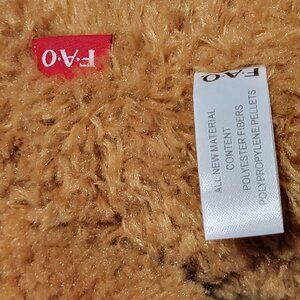 F·A·O
F·A·O
ALL NEW MATERIAL
CONTENT
POLYESTER FIBERS
POLYPROPYLENE PELLETS